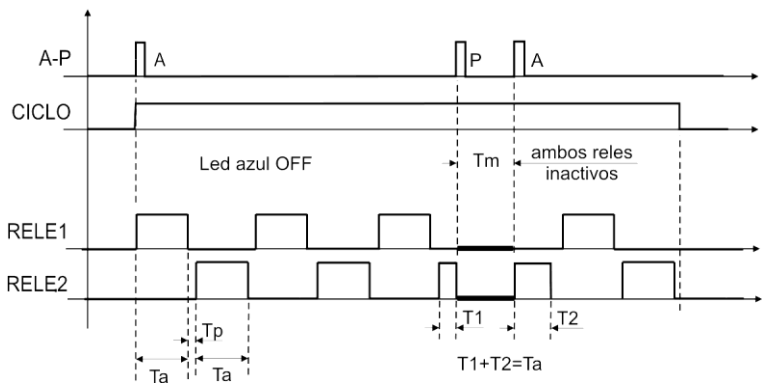 A-P
A
P
A
CICLO
Led azul OFF
Tm
ambos reles
inactivos
RELE1
RELE2
Tp
T1
T2
Ta
Ta
T1+T2=Ta